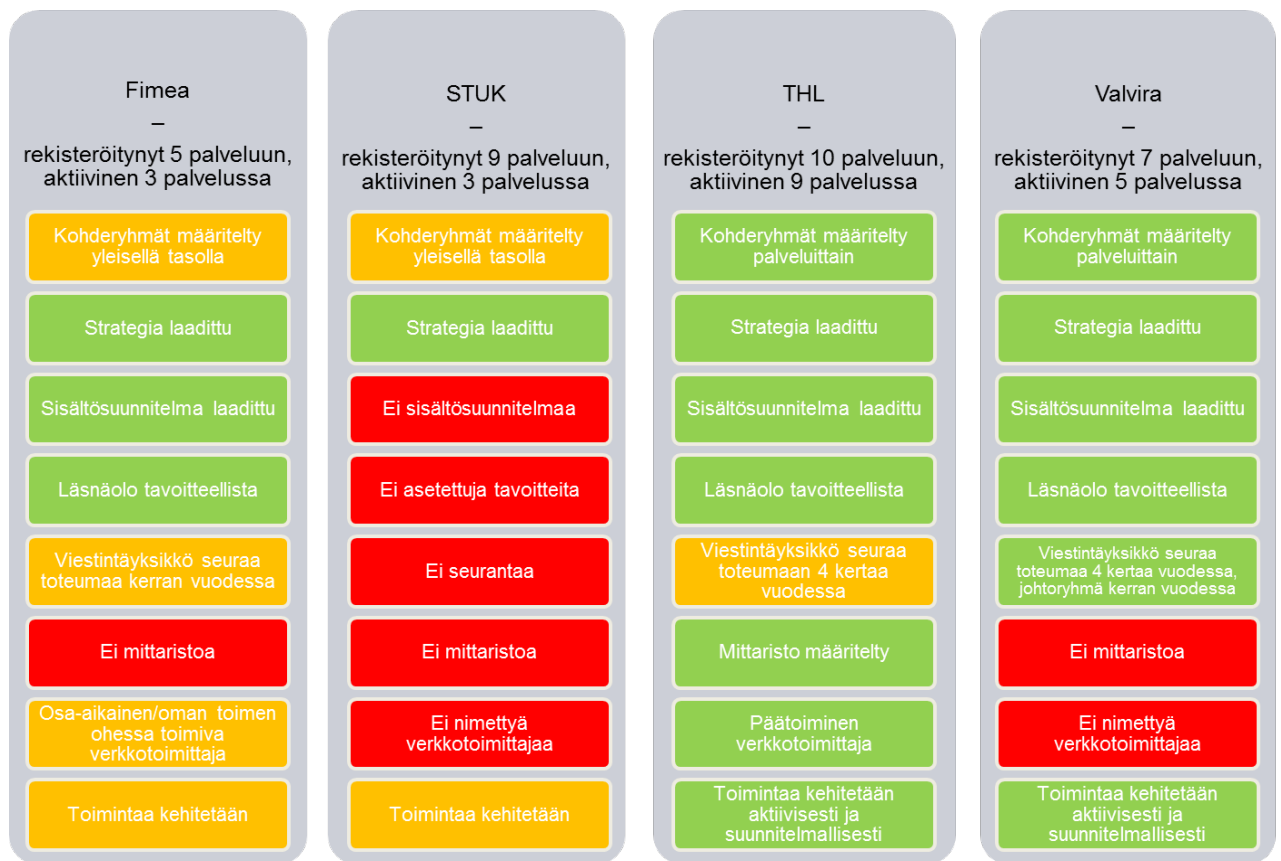 Fimea
–
rekisteröitynyt 5 palveluun,
aktiivinen 3 palvelussa
Kohderyhmät määritelty
yleisellä tasolla
Strategia laadittu
Sisältösuunnitelma laadittu
Läsnäolo tavoitteellista
Viestintäyksikkö seuraa
toteumaa kerran vuodessa
Ei mittaristoa
Osa-aikainen/oman toimen
ohessa toimiva
verkkotoimittaja
Toimintaa kehitetään
STUK
–
rekisteröitynyt 9 palveluun,
aktiivinen 3 palvelussa
Kohderyhmät määritelty
yleisellä tasolla
Strategia laadittu
Ei sisältösuunnitelmaa
Ei asetettuja tavoitteita
Ei seurantaa
Ei mittaristoa
Ei nimettyä
verkkotoimittajaa
Toimintaa kehitetään
THL
–
rekisteröitynyt 10 palveluun,
aktiivinen 9 palvelussa
Kohderyhmät määritelty
palveluittain
Strategia laadittu
Sisältösuunnitelma laadittu
Läsnäolo tavoitteellista
Viestintäyksikkö seuraa
toteumaan 4 kertaa
vuodessa
Mittaristo määritelty
Päätoiminen
verkkotoimittaja
Toimintaa kehitetään
aktiivisesti ja
suunnitelmallisesti
Valvira
–
rekisteröitynyt 7 palveluun,
aktiivinen 5 palvelussa
Kohderyhmät määritelty
palveluittain
Strategia laadittu
Sisältösuunnitelma laadittu
Läsnäolo tavoitteellista
Viestintäyksikkö seuraa
toteumaa 4 kertaa vuodessa,
johtoryhmä kerran vuodessa
Ei mittaristoa
Ei nimettyä
verkkotoimittajaa
Toimintaa kehitetään
aktiivisesti ja
suunnitelmallisesti